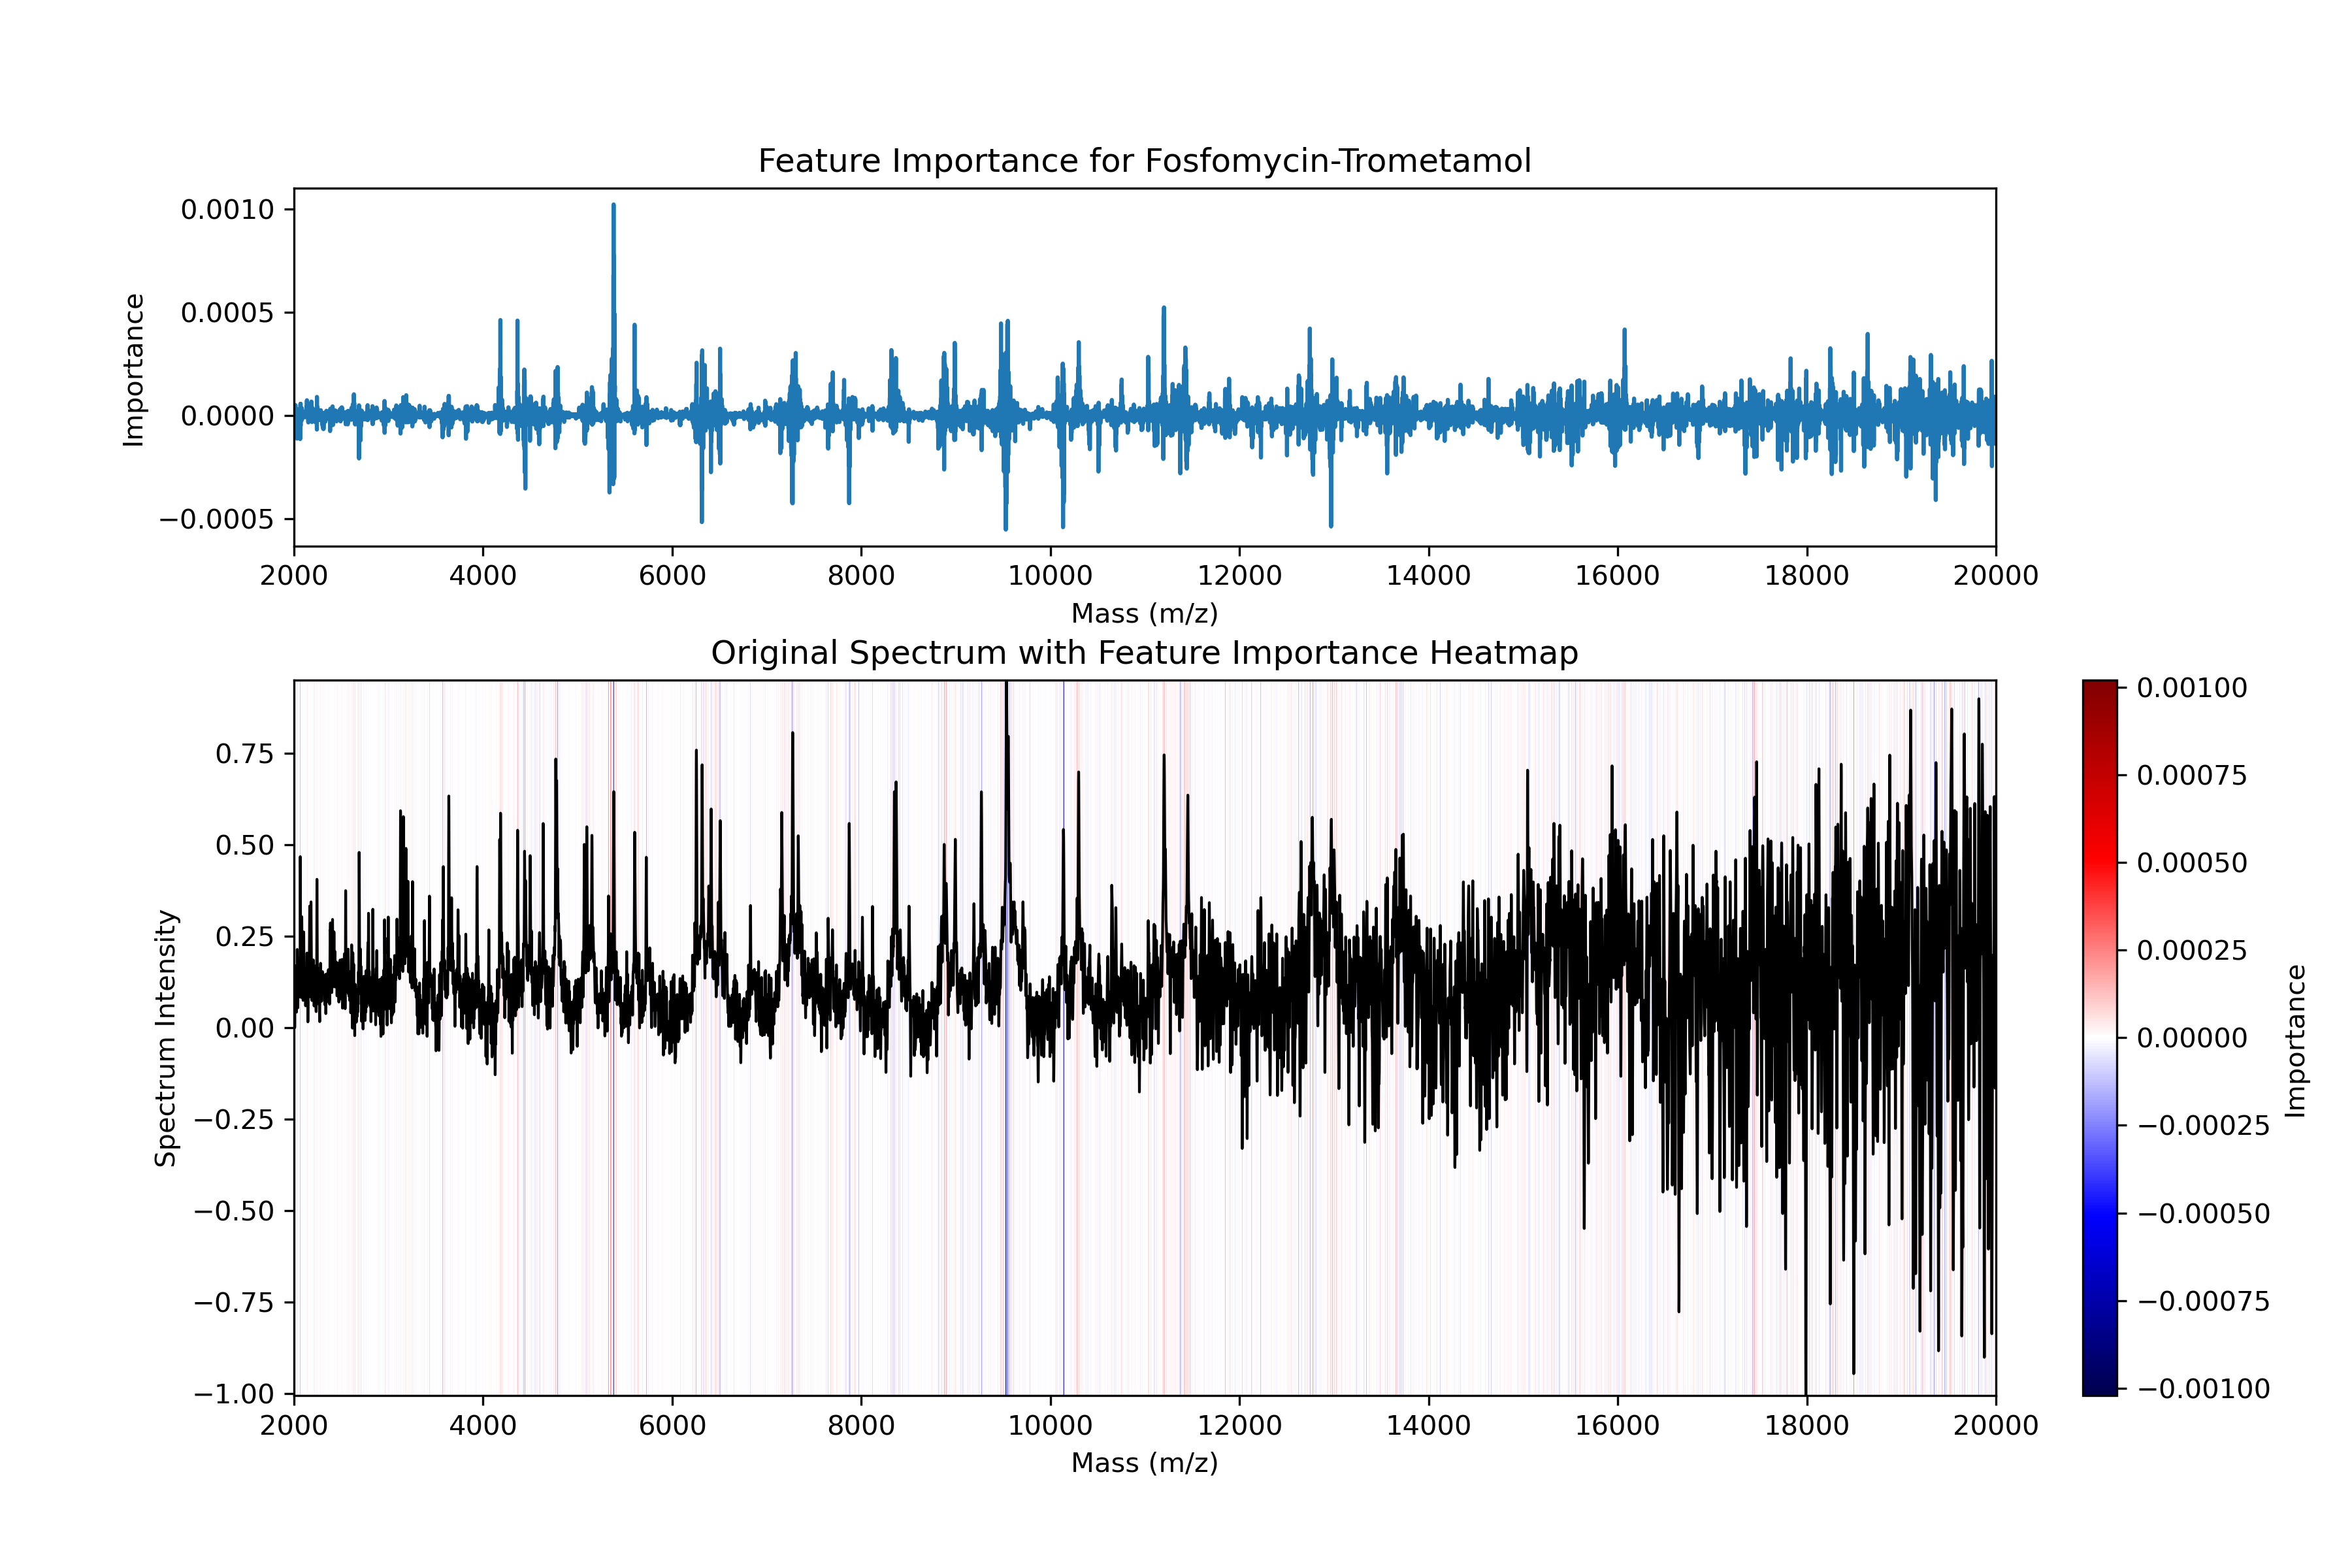 Feature Importance for Fosfomycin-Trometamol
Importance
0.0010
0.0005
0.0000
−0.0005
2000 4000 6000 8000 10000 12000 14000 16000 18000 20000
Mass (m/z)
Original Spectrum with Feature Importance Heatmap
Spectrum Intensity
0.75
0.50
0.25
0.00
−0.25
−0.50
−0.75
−1.00
2000 4000 6000 8000 10000 12000 14000 16000 18000 20000
Mass (m/z)
0.00100
0.00075
0.00050
0.00025
0.00000
−0.00025
−0.00050
−0.00075
−0.00100
Importance